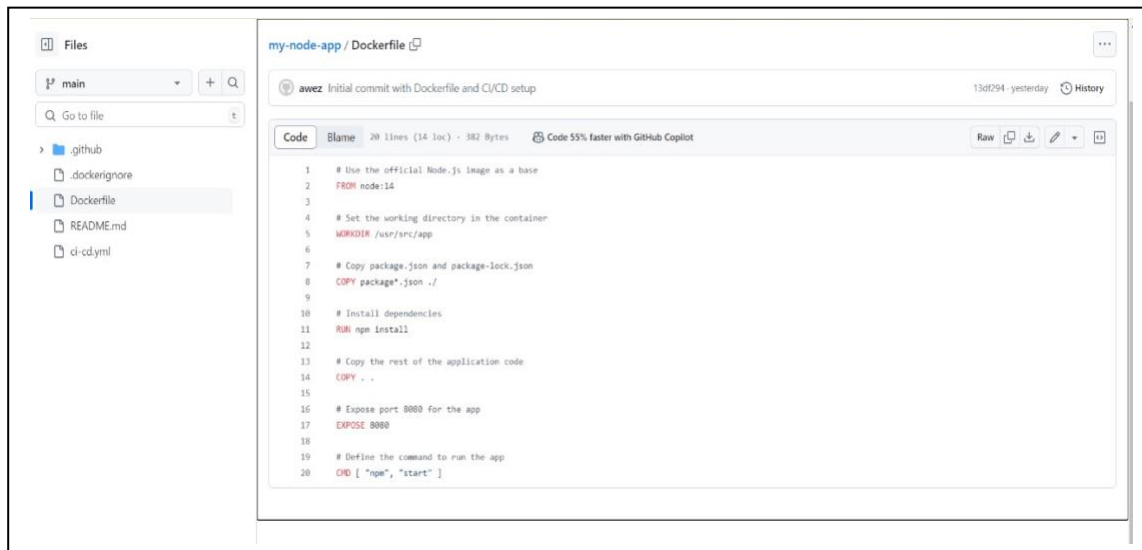 Files
main
Go to file
t
.github
.dockerignore
Dockerfile
README.md
ci-cd.yml
my-node-app / Dockerfile
awez Initial commit with Dockerfile and CI/CD setup
13df294 · yesterday History
Code Blame 20 lines (14 loc) · 382 Bytes Code 55% faster with GitHub Copilot Raw
1 # Use the official Node.js image as a base
2 FROM node:14
3
4 # Set the working directory in the container
5 WORKDIR /usr/src/app
6
7 # Copy package.json and package-lock.json
8 COPY package*.json ./
9
10 # Install dependencies
11 RUN npm install
12
13 # Copy the rest of the application code
14 COPY . .
15
16 # Expose port 8080 for the app
17 EXPOSE 8080
18
19 # Define the command to run the app
20 CMD [ "npm", "start" ]